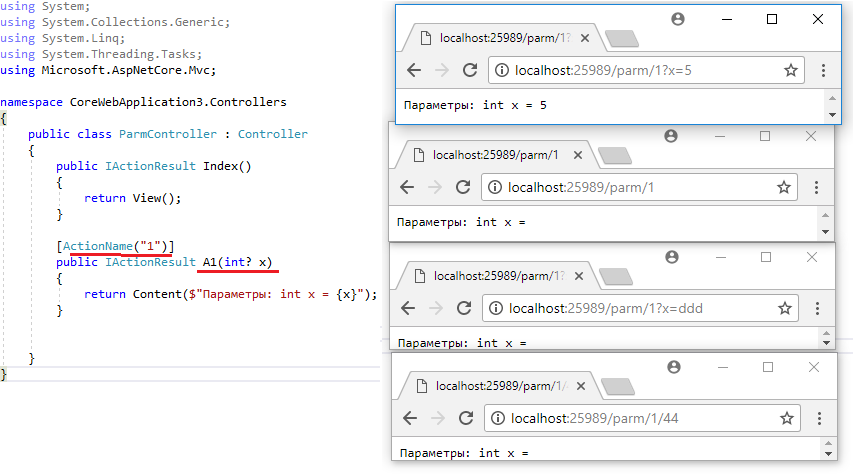 using System;
using System.Collections.Generic;
using System.Linq;
using System.Threading.Tasks;
using Microsoft.AspNetCore.Mvc;
namespace CoreWebApplication3.Controllers
{
public class ParmController : Controller
{
public IActionResult Index()
{
return View();
}
[ActionName("1")]
public IActionResult A1(int? x)
{
return Content($"Параметры: int x = {x}");
}
}
}
localhost:25989/parm/1?
localhost:25989/parm/1?x=5
Параметры: int x = 5
localhost:25989/parm/1
localhost:25989/parm/1
Параметры: int x =
localhost:25989/parm/1?
localhost:25989/parm/1?x=ddd
Параметры: int x =
localhost:25989/parm/1/
localhost:25989/parm/1/44
Параметры: int x =